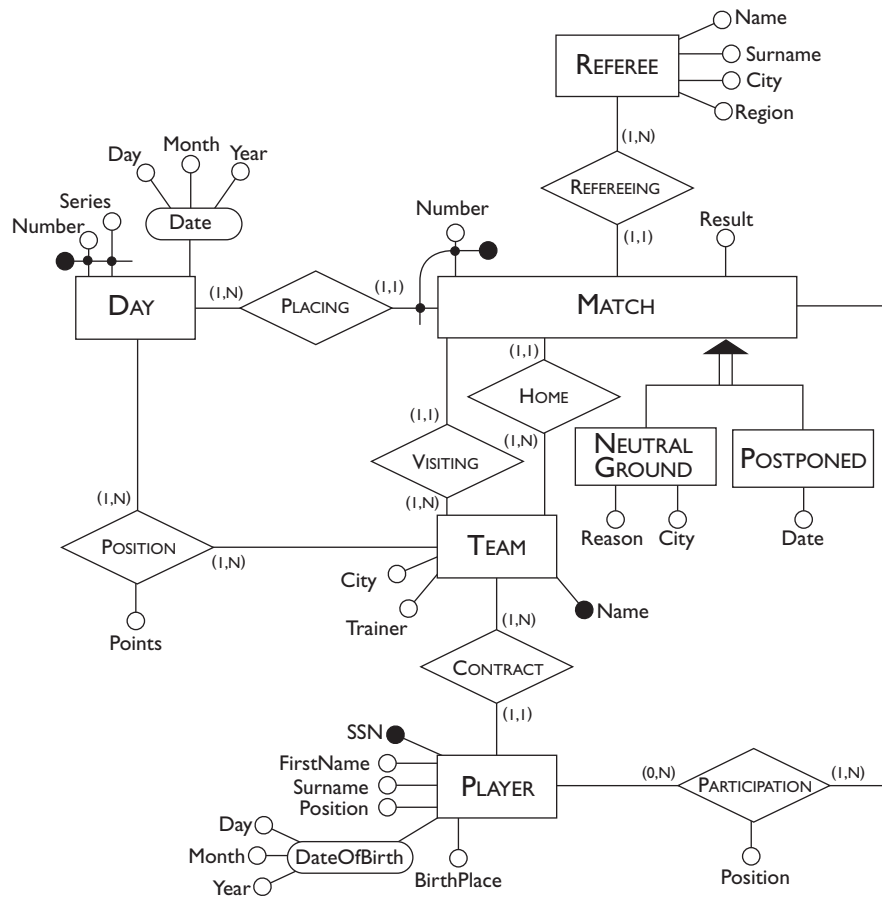 Name
REFEREE
Surname
City
Region
(1,N)
Month
Day
Year
REFEREEING
Series
Number
Date
Number
Result
(1,1)
DAY
(1,N)
PLACING
(1,1)
MATCH
(1,1)
HOME
(1,1)
(1,N)
NEUTRAL
GROUND
POSTPONED
VISITING
(1,N)
(1,N)
Reason
City
Date
POSITION
(1,N)
TEAM
City
Trainer
Name
Points
(1,N)
CONTRACT
(1,1)
SSN
FirstName
Surname
Position
PLAYER
(0,N)
PARTICIPATION
(1,N)
Day
Month
Year
DateOfBirth
BirthPlace
Position